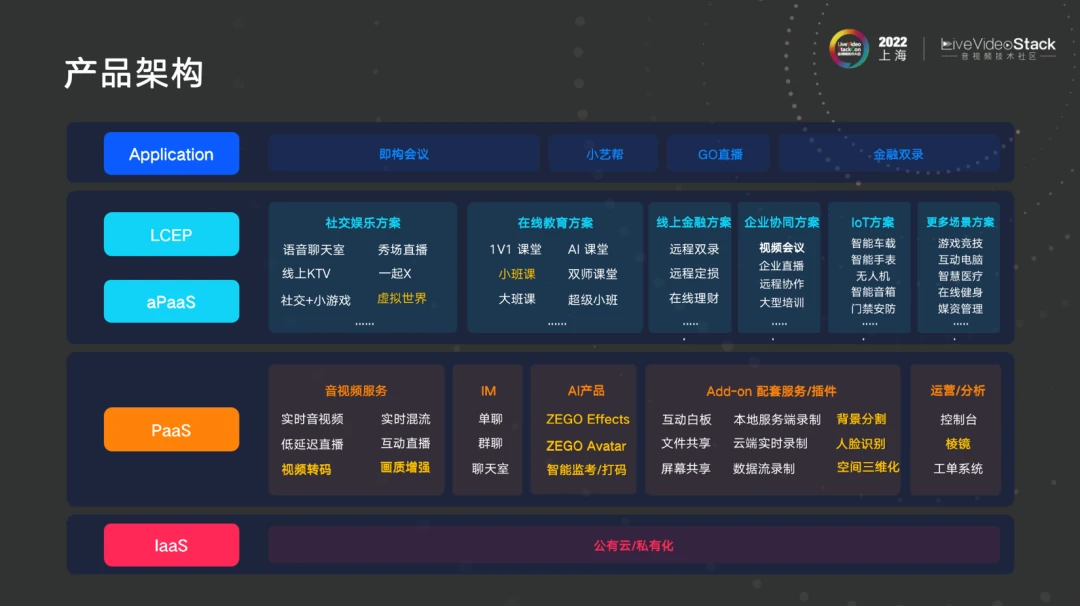 产品架构
LiveVideo
StackCon
2022
上海
LiveVideoStack
音视频技术社区
Application
即构会议
小艺帮
GO直播
金融双录
LCEP
aPaaS
社交娱乐方案
语音聊天室 秀场直播
线上KTV 一起X
社交+小游戏 虚拟世界
......
在线教育方案
1V1 课堂 AI 课堂
小班课 双师课堂
大班课 超级小班
......
线上金融方案
远程双录
远程定损
在线理财
.....
企业协同方案
视频会议
企业直播
远程协作
大型培训
.....
IoT方案
智能车载
智能手表
无人机
智能音箱
门禁安防
.....
更多场景方案
游戏竞技
互动电脑
智慧医疗
在线健身
媒资管理
.....
PaaS
音视频服务
实时音视频 实时混流
低延迟直播 互动直播
视频转码 画质增强
IM
单聊
群聊
聊天室
AI产品
ZEGO Effects
ZEGO Avatar
智能监考/打码
Add-on 配套服务/插件
互动白板 本地服务端录制 背景分割
文件共享 云端实时录制 人脸识别
屏幕共享 数据流录制 空间三维化
运营/分析
控制台
棱镜
工单系统
IaaS
公有云/私有化